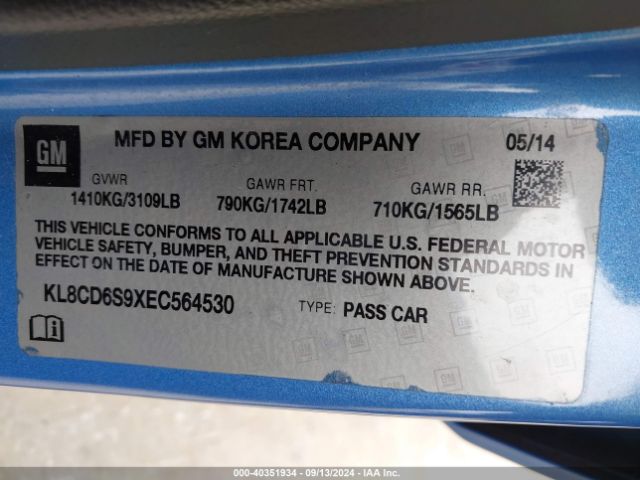 GM
MFD BY GM KOREA COMPANY
05/14
GVWR
GAWR FRT.
GAWR RR.
1410KG/3109LB
790KG/1742LB
710KG/1565LB
THIS VEHICLE CONFORMS TO ALL APPLICABLE U.S. FEDERAL MOTOR
VEHICLE SAFETY, BUMPER, AND THEFT PREVENTION STANDARDS IN
EFFECT ON THE DATE OF MANUFACTURE SHOWN ABOVE.
KL8CD6S9XEC564530
TYPE: PASS CAR
000-40351934 - 09/13/2024 - IAA Inc.